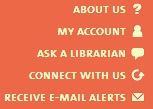 ABOUT US ?
MY ACCOUNT
ASK A LIBRARIAN
CONNECT WITH US
RECEIVE E-MAIL ALERTS